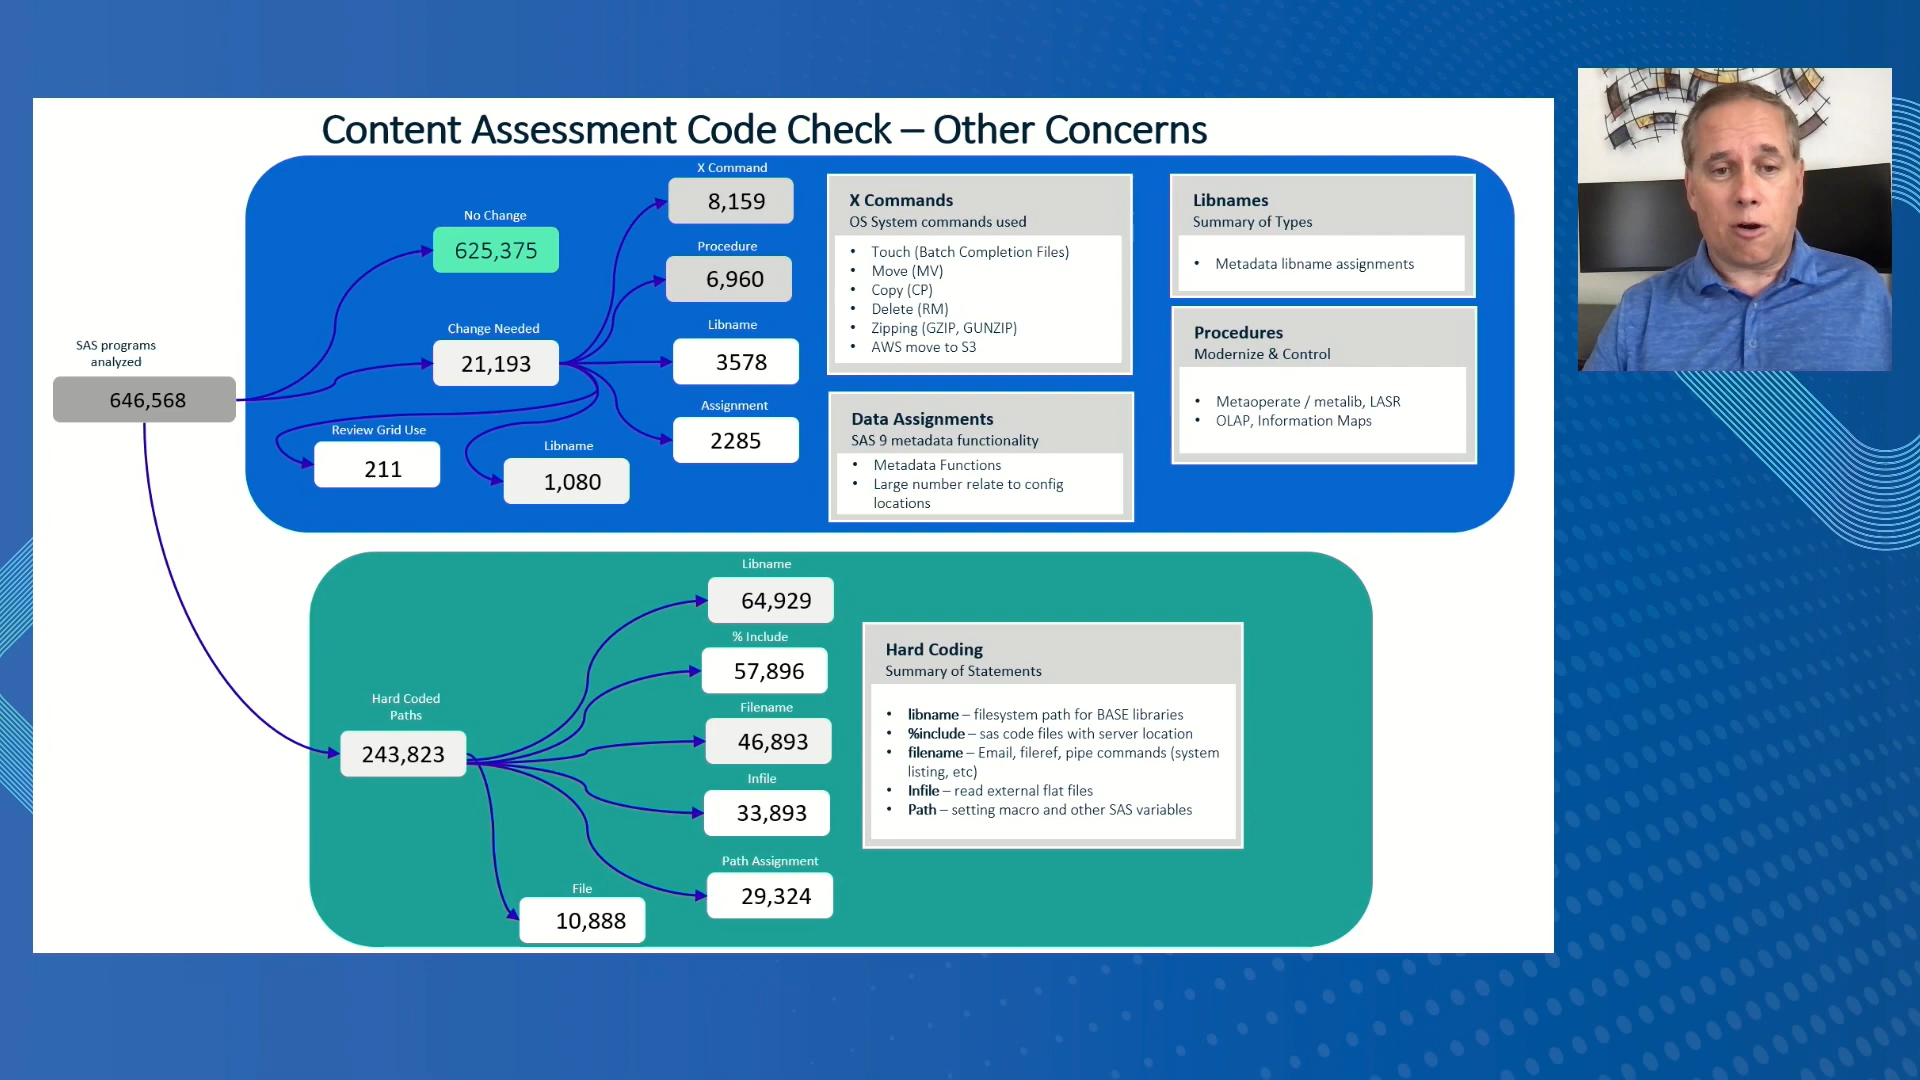 Content Assessment Code Check – Other Concerns
SAS programs
analyzed
646,568
No Change
625,375
Change Needed
21,193
Review Grid Use
211
Libname
1,080
X Command
8,159
Procedure
6,960
Libname
3578
Assignment
2285
X Commands
OS System commands used
• Touch (Batch Completion Files)
• Move (MV)
• Copy (CP)
• Delete (RM)
• Zipping (GZIP, GUNZIP)
• AWS move to S3
Data Assignments
SAS 9 metadata functionality
• Metadata Functions
• Large number relate to config
locations
Libnames
Summary of Types
• Metadata libname assignments
Procedures
Modernize & Control
• Metaoperate / metalib, LASR
• OLAP, Information Maps
Hard Coded
Paths
243,823
Libname
64,929
% Include
57,896
Filename
46,893
Infile
33,893
Path Assignment
29,324
File
10,888
Hard Coding
Summary of Statements
• libname – filesystem path for BASE libraries
• %include – sas code files with server location
• filename – Email, fileref, pipe commands (system
listing, etc)
• Infile – read external flat files
• Path – setting macro and other SAS variables